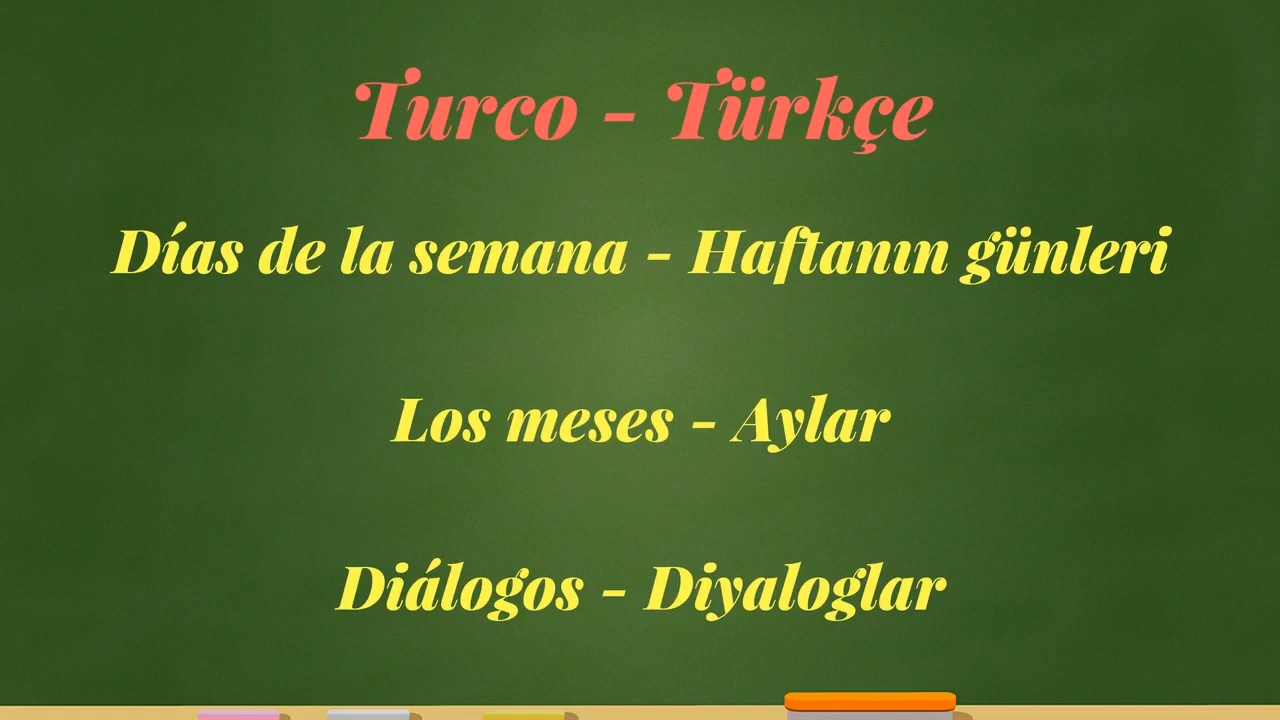 Turco - Türkçe
Días de la semana - Haftanın günleri
Los meses - Aylar
Diálogos - Diyaloglar